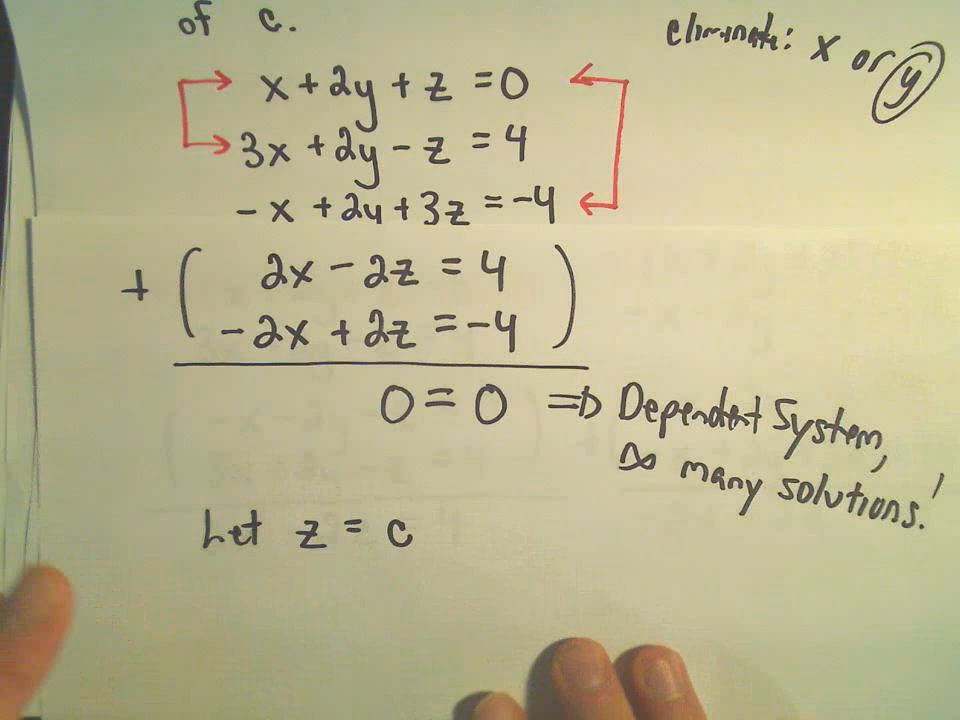 of c.
eliminate: x or y
x + 2y + z = 0
3x + 2y - z = 4
- x + 2y + 3z = -4
+ ( 2x - 2z = 4
- 2x + 2z = -4 )
0 = 0 ⇒ Dependent System,
∞ many solutions!
Let z = c